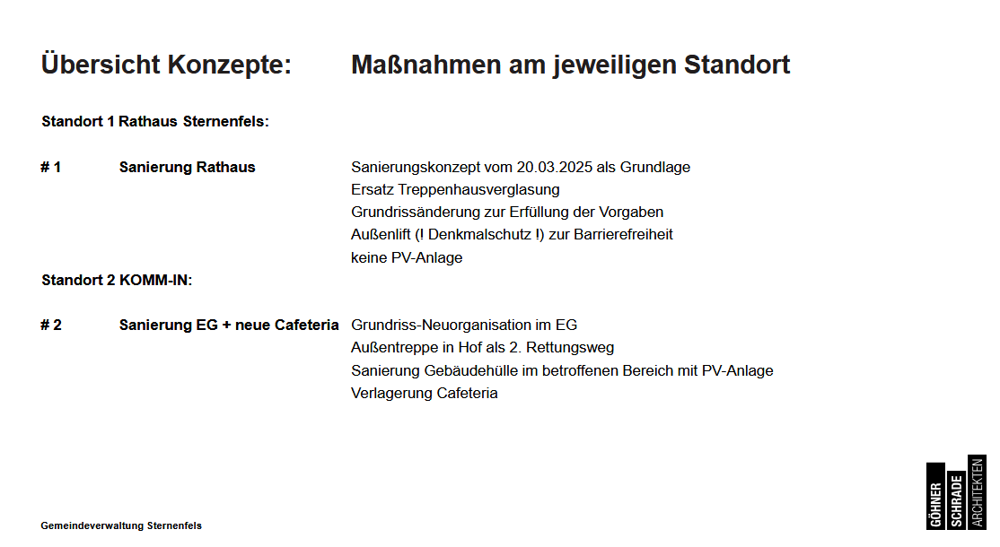 Übersicht Konzepte: Maßnahmen am jeweiligen Standort
Standort 1 Rathaus Sternenfels:
# 1 Sanierung Rathaus Sanierungskonzept vom 20.03.2025 als Grundlage
Ersatz Treppenhausverglasung
Grundrissänderung zur Erfüllung der Vorgaben
Außenlift (! Denkmalschutz !) zur Barrierefreiheit
keine PV-Anlage
Standort 2 KOMM-IN:
# 2 Sanierung EG + neue Cafeteria Grundriss-Neuorganisation im EG
Außentreppe in Hof als 2. Rettungsweg
Sanierung Gebäudehülle im betroffenen Bereich mit PV-Anlage
Verlagerung Cafeteria
Gemeindeverwaltung Sternenfels
GÖHNER
SCHRADE
ARCHITEKTEN